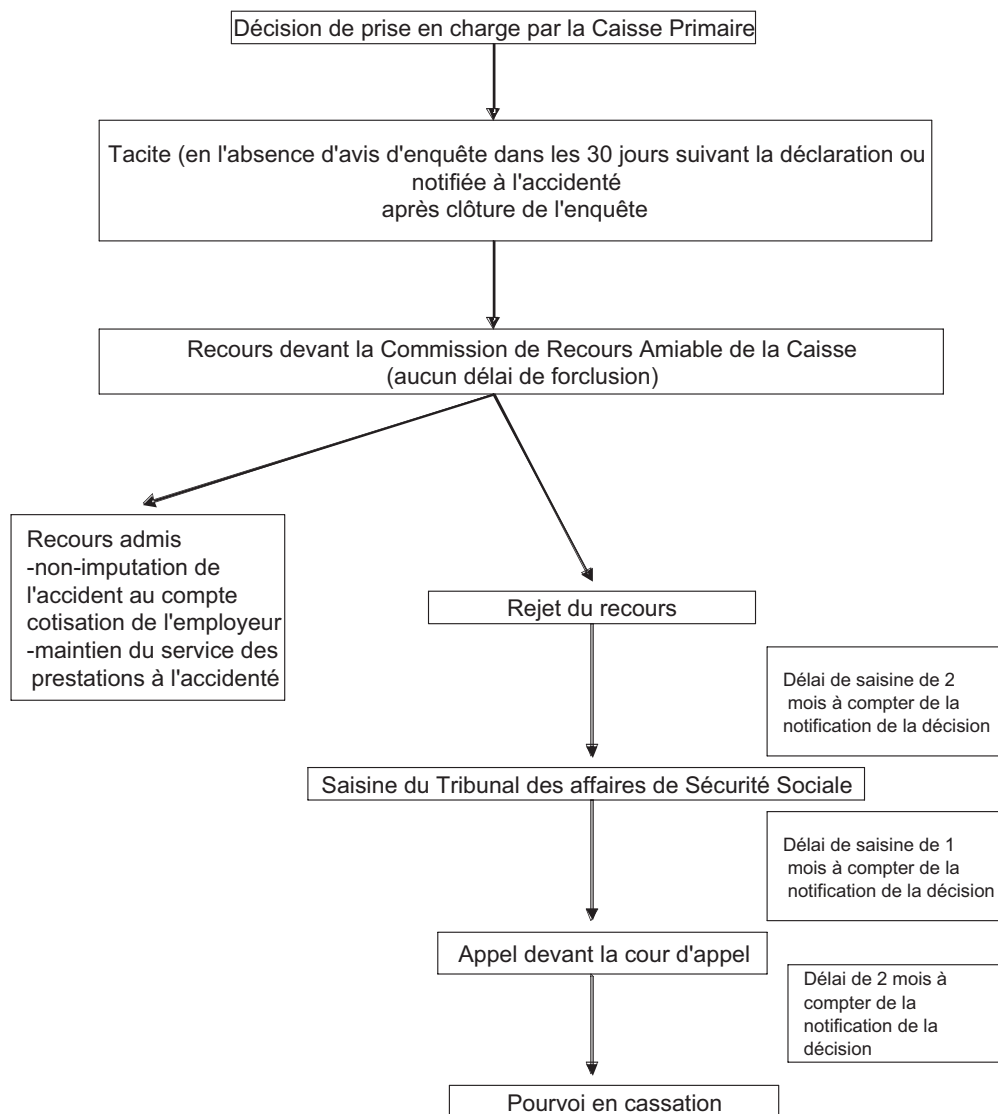 Décision de prise en charge par la Caisse Primaire
Tacite (en l'absence d'avis d'enquête dans les 30 jours suivant la déclaration ou
notifiée à l'accidenté
après clôture de l'enquête
Recours devant la Commission de Recours Amiable de la Caisse
(aucun délai de forclusion)
Recours admis
-non-imputation de
l'accident au compte
cotisation de l'employeur
-maintien du service des
prestations à l'accidenté
Rejet du recours
Délai de saisine de 2
mois à compter de la
notification de la décision
Saisine du Tribunal des affaires de Sécurité Sociale
Délai de saisine de 1
mois à compter de la
notification de la décision
Appel devant la cour d'appel
Délai de 2 mois à
compter de la
notification de la
décision
Pourvoi en cassation